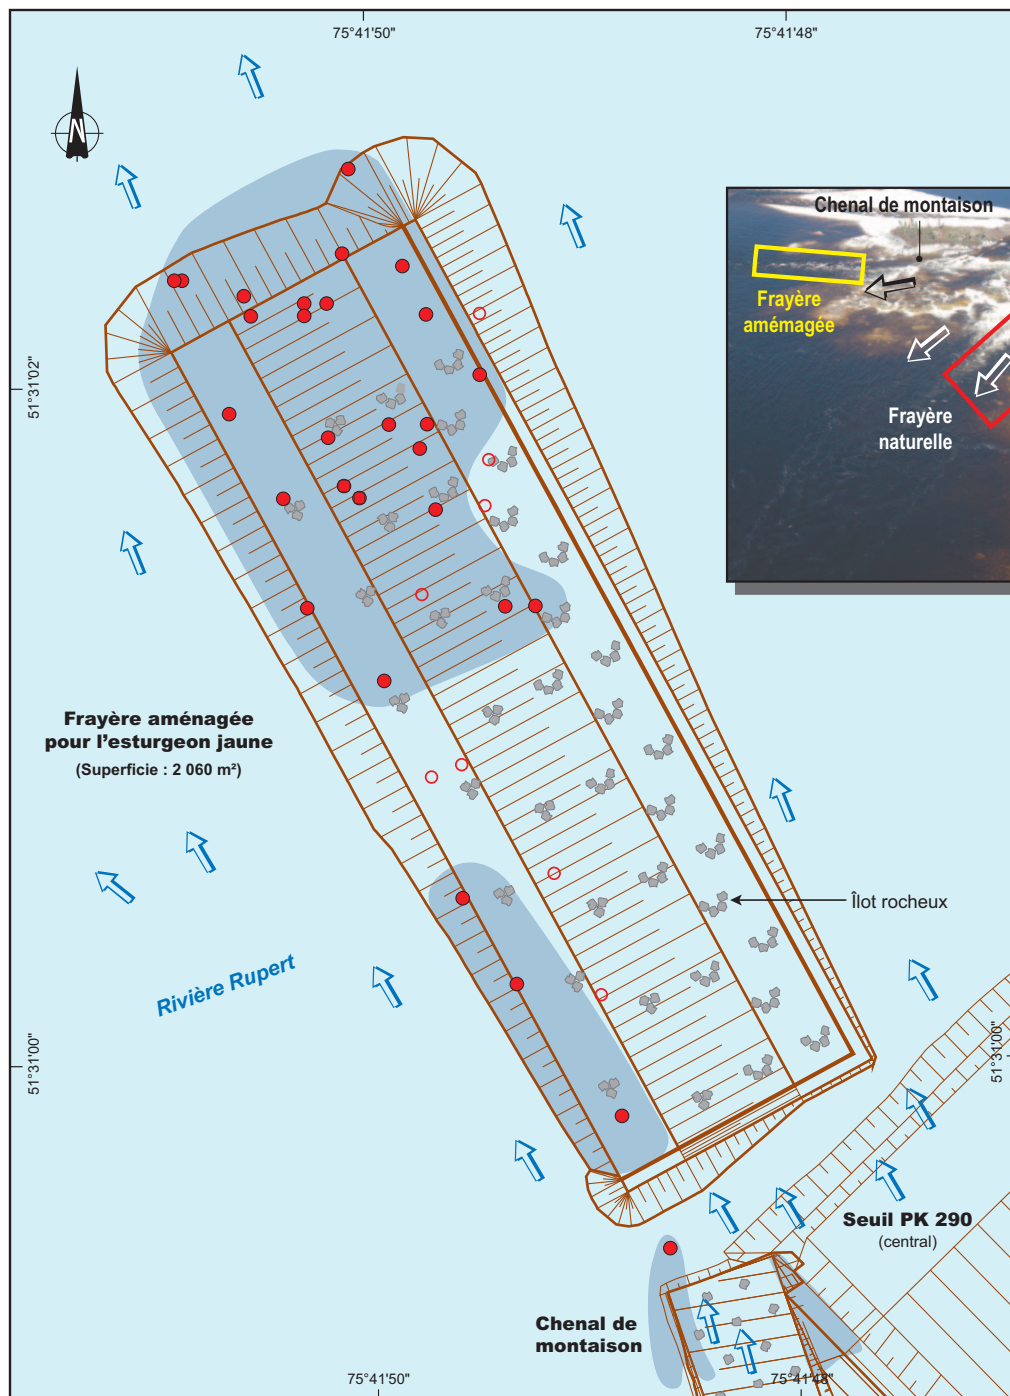 75°41'50"
75°41'48"
N
Chenal de montaison
Frayère
amémagée
Frayère
naturelle
51°31'02"
Frayère aménagée
pour l'esturgeon jaune
(Superficie : 2 060 m²)
Îlot rocheux
Rivière Rupert
51°31'00"
51°31'00"
Seuil PK 290
(central)
Chenal de
montaison
75°41'50"
75°41'48"